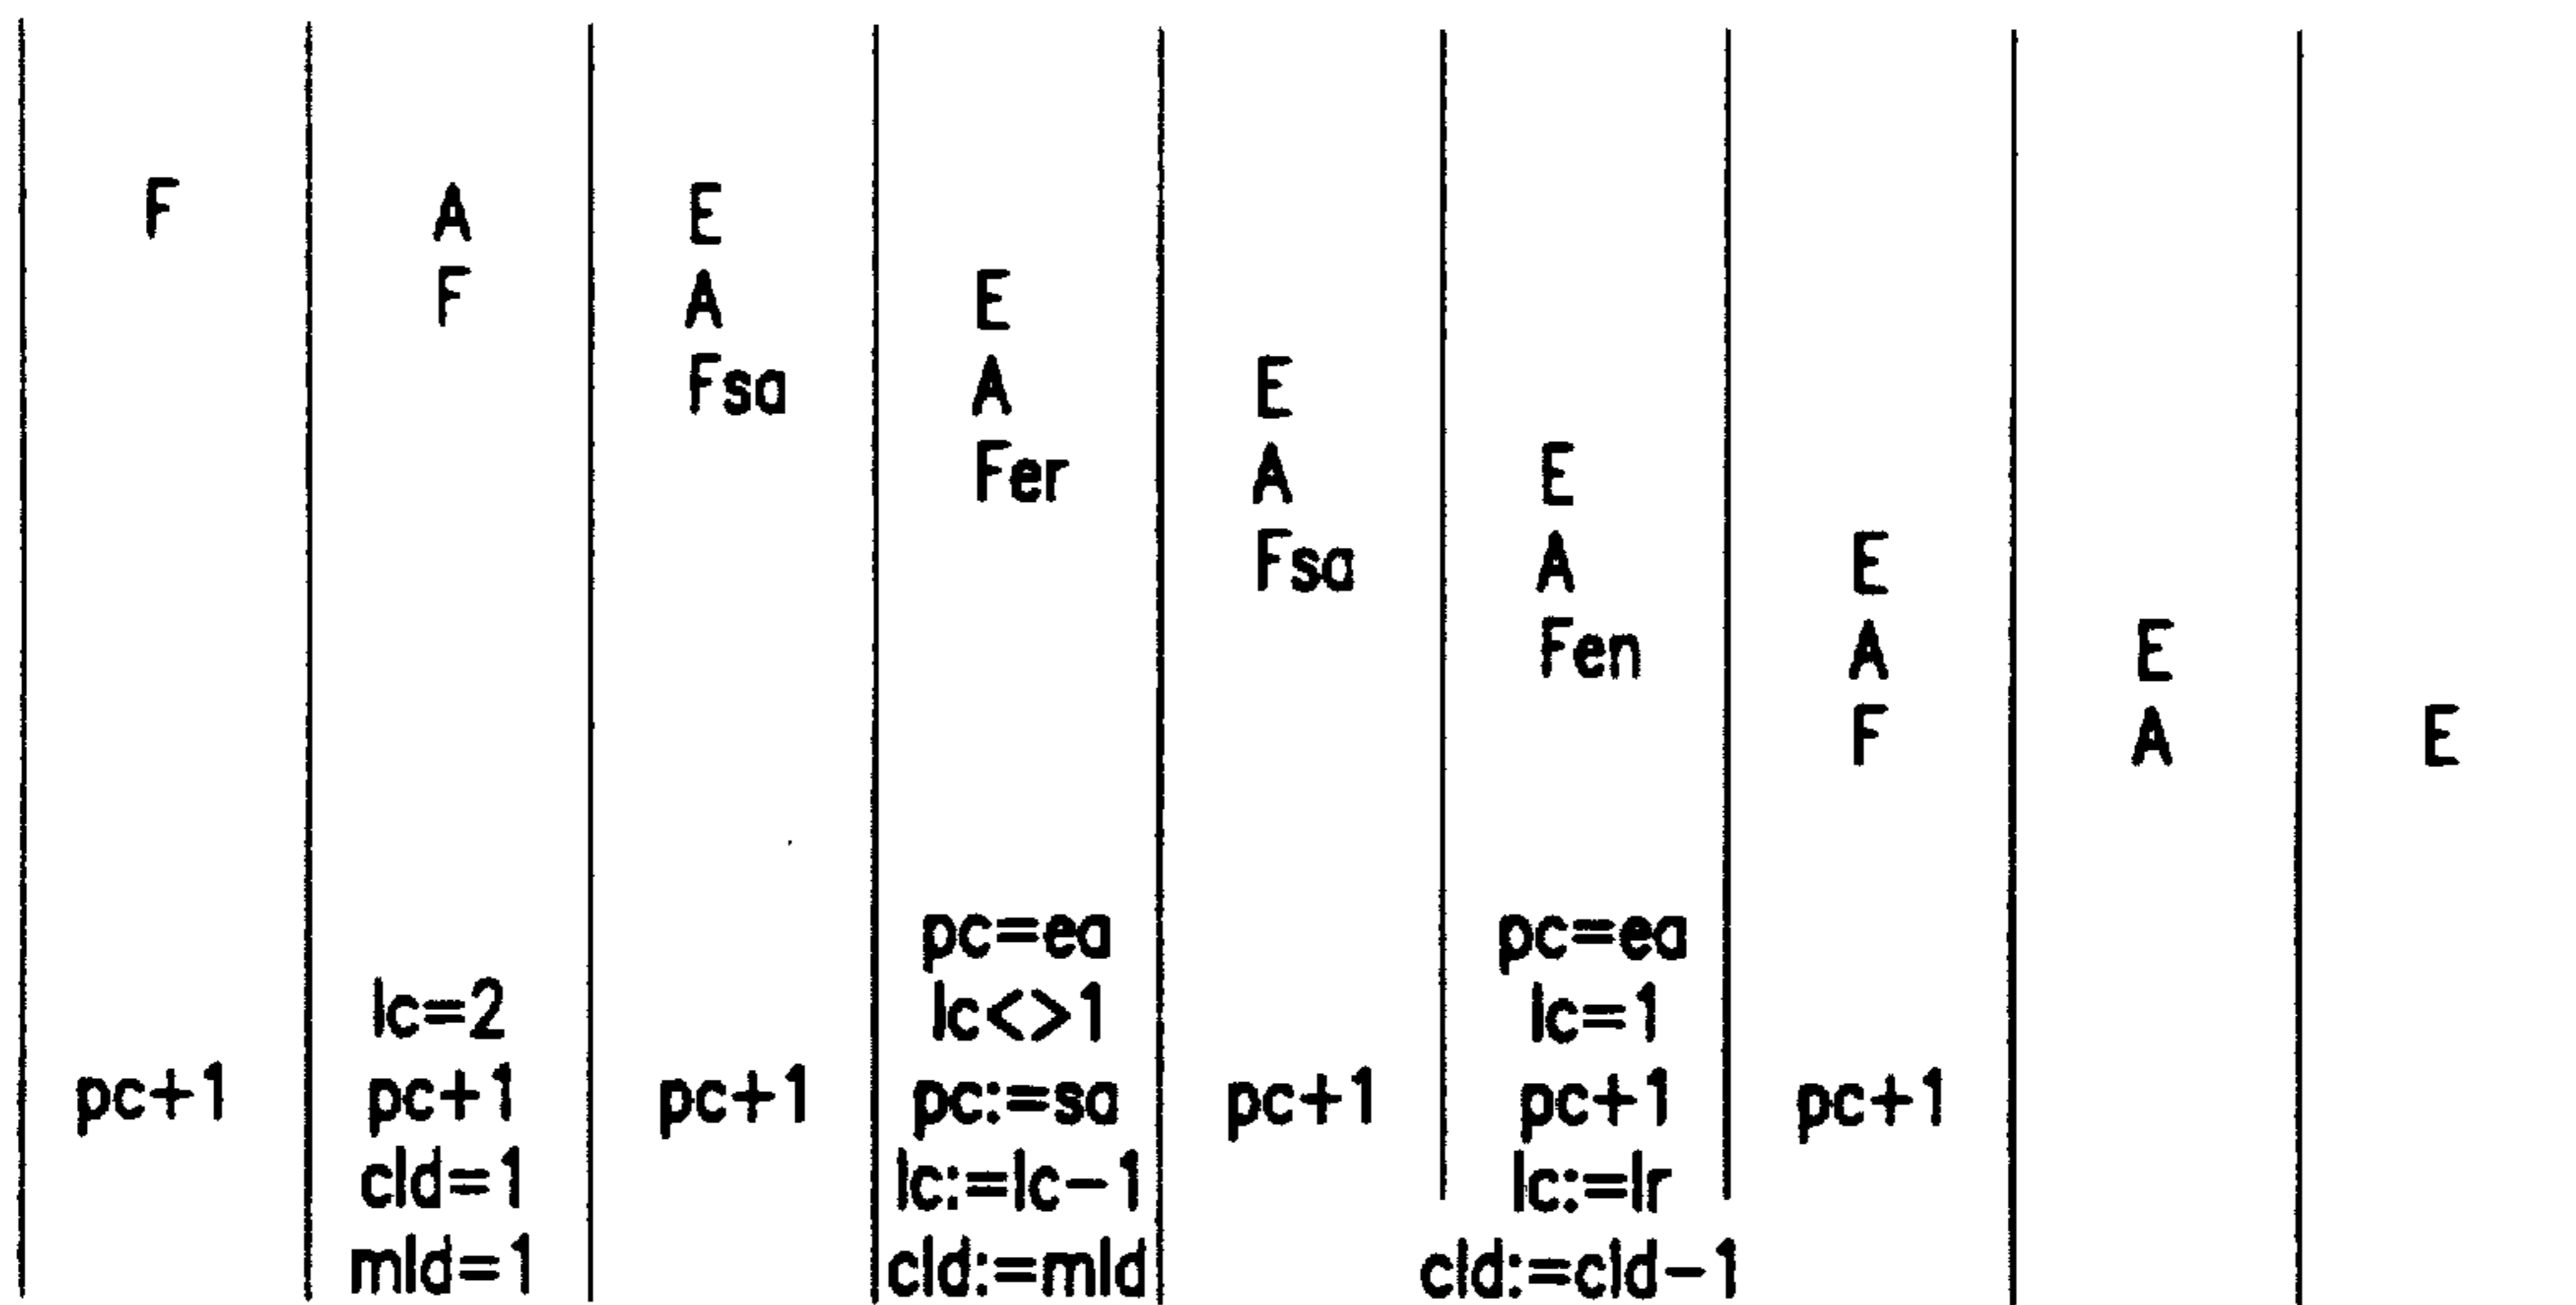 F A E
F A E
Fsa A E
Fer A E
Fsa A E
Fen A E
F A E
pc=ea pc=ea
lc=2 lc<>1 lc=1
pc+1 pc+1 pc+1 pc:=sa pc+1 pc+1 pc+1
cld=1 lc:=lc-1 lc:=lr
mld=1 cld:=mld cld:=cld-1